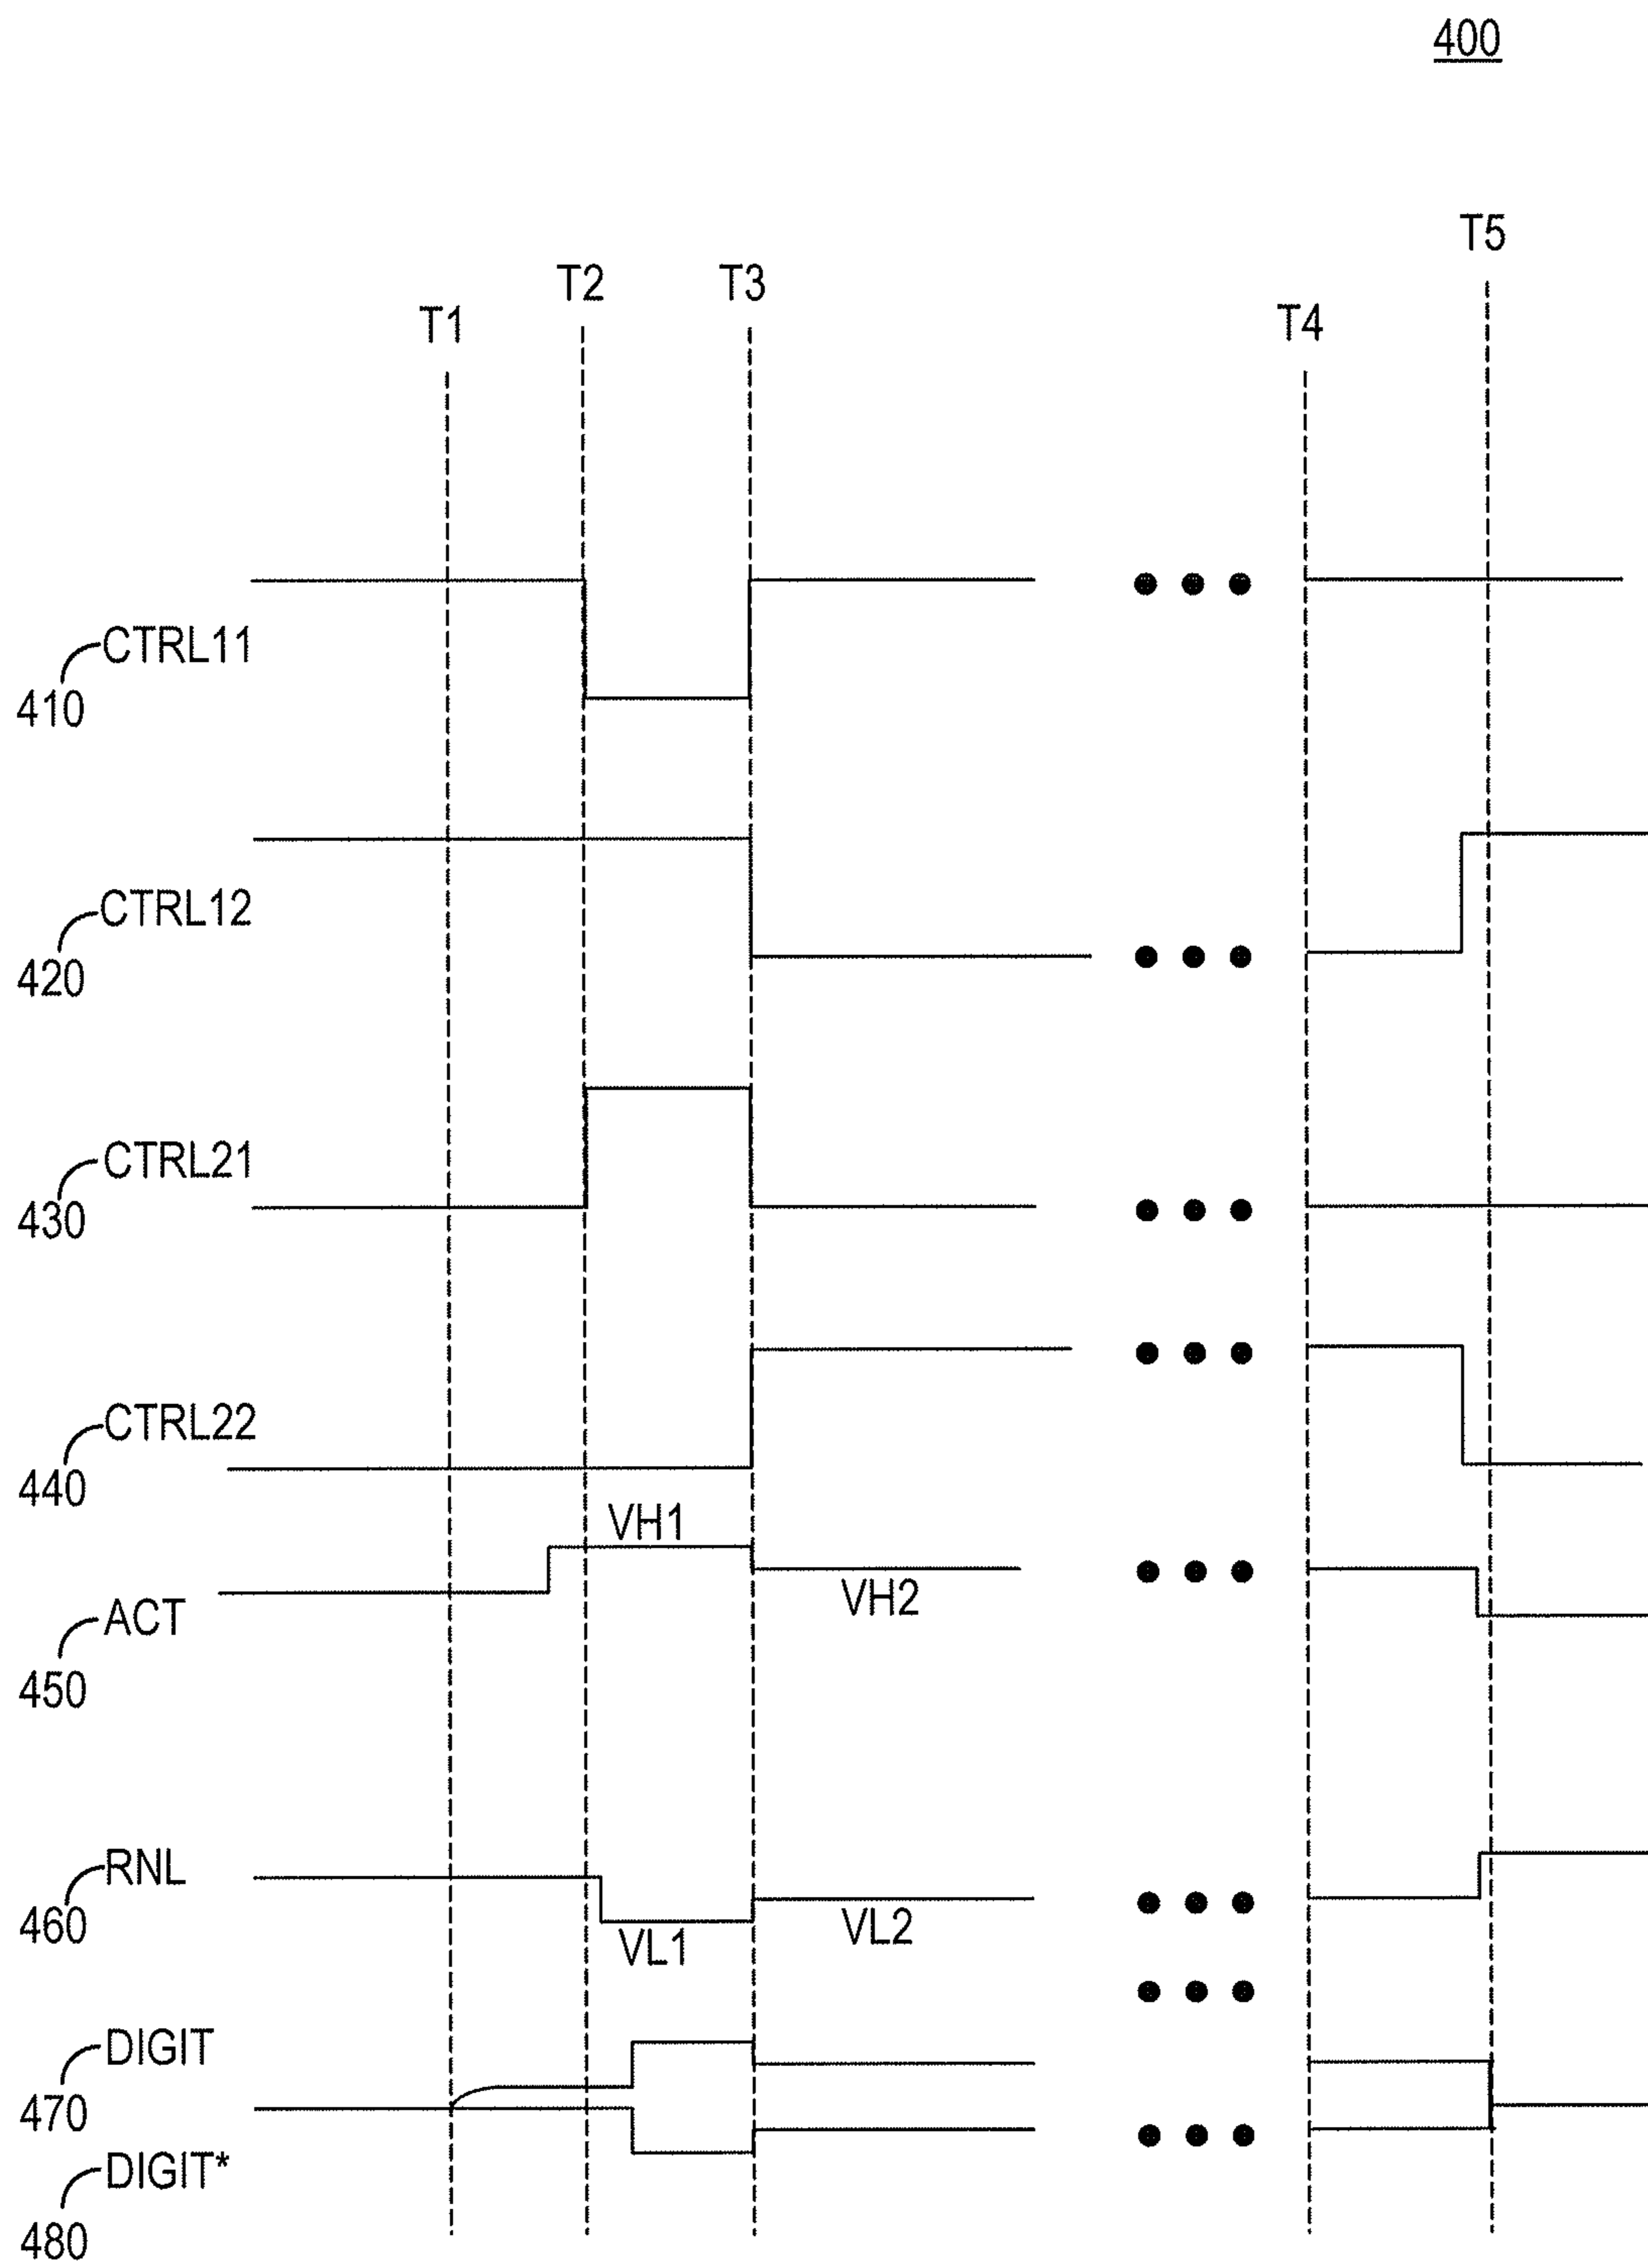 400
T5
T2
T3
T1
T4
CTRL11
410
CTRL12
420
CTRL21
430
CTRL22
440
VH1
VH2
ACT
450
RNL
460
VL1
VL2
DIGIT
470
DIGIT*
480